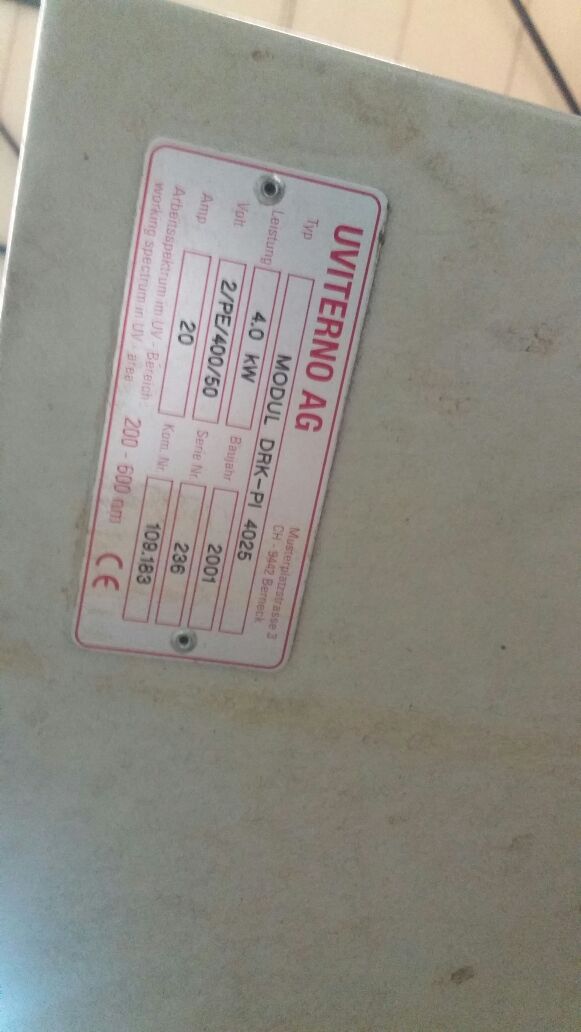 UVITERNO AG
Musterplatzstrasse 3
CH - 9442 Berneck
Typ MODUL DRK-PI 4025
Leistung 4.0 kW Baujahr 2001
Volt 2/PE/400/50 Serie Nr. 236
Amp 20 Kom. Nr. 109.183
Arbeitsspektrum im UV - Bereich:
working spectrum in UV - area: 200 - 600 nm CE